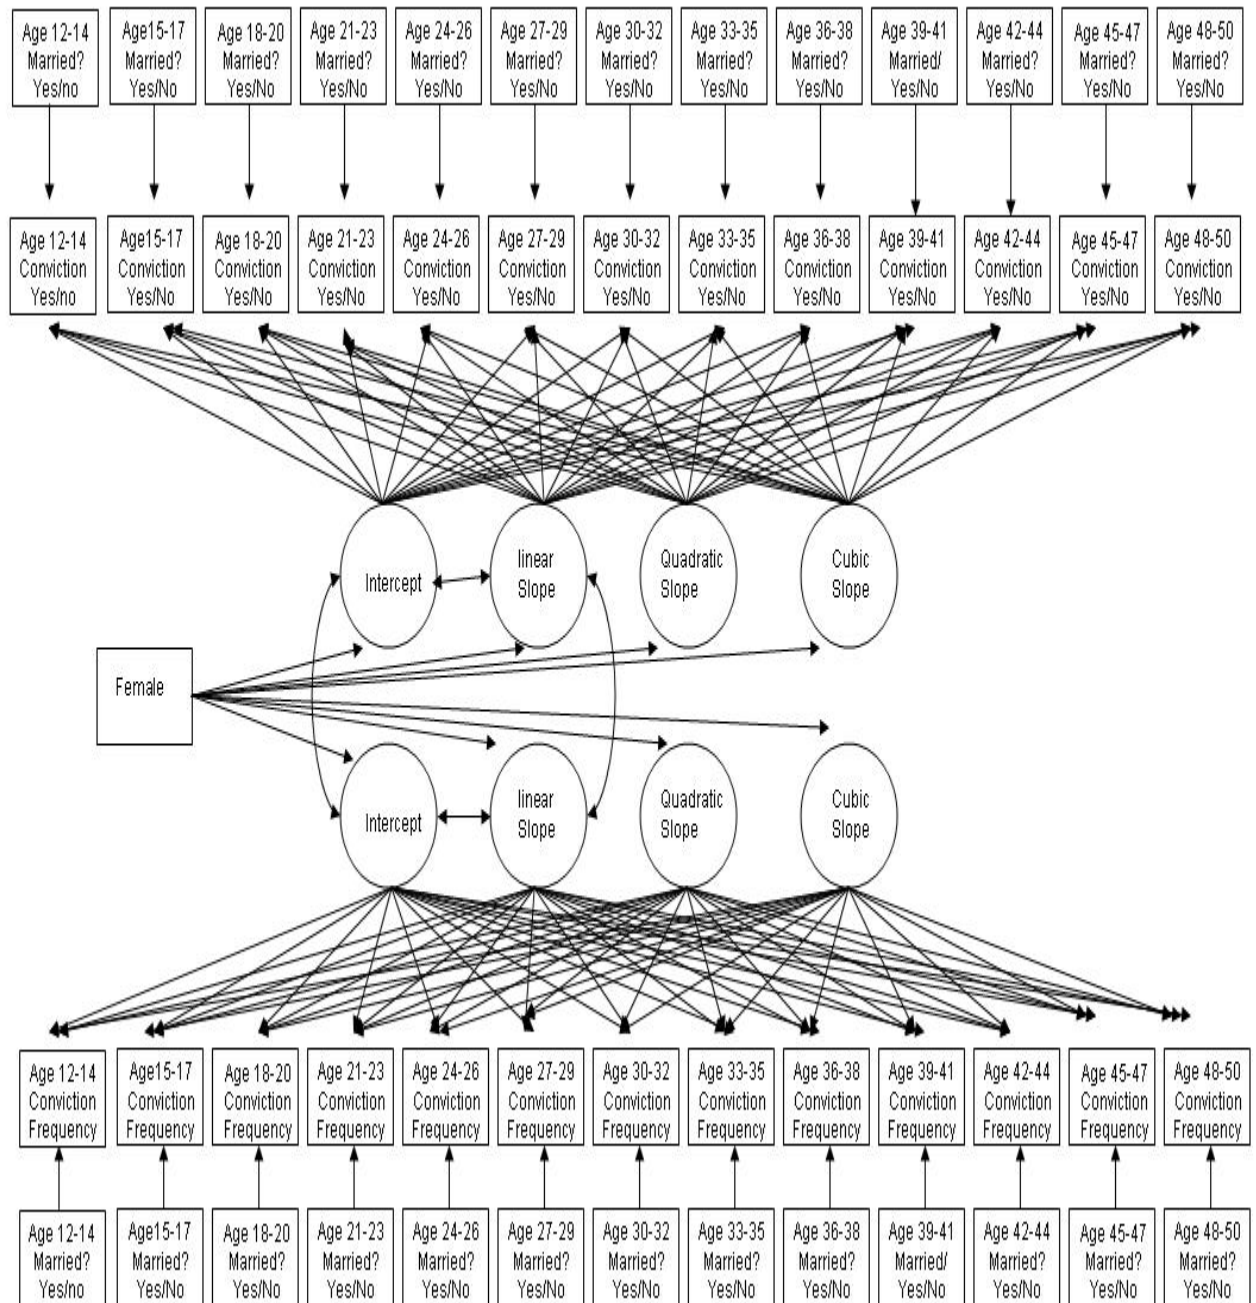 Age 12-14
Married?
Yes/no
Age15-17
Married?
Yes/No
Age 18-20
Married?
Yes/No
Age 21-23
Married?
Yes/No
Age 24-26
Married?
Yes/No
Age 27-29
Married?
Yes/No
Age 30-32
Married?
Yes/No
Age 33-35
Married?
Yes/No
Age 36-38
Married?
Yes/No
Age 39-41
Married/
Yes/No
Age 42-44
Married?
Yes/No
Age 45-47
Married?
Yes/No
Age 48-50
Married?
Yes/No
Age 12-14
Conviction
Yes/no
Age15-17
Conviction
Yes/No
Age 18-20
Conviction
Yes/No
Age 21-23
Conviction
Yes/No
Age 24-26
Conviction
Yes/No
Age 27-29
Conviction
Yes/No
Age 30-32
Conviction
Yes/No
Age 33-35
Conviction
Yes/No
Age 36-38
Conviction
Yes/No
Age 39-41
Conviction
Yes/No
Age 42-44
Conviction
Yes/No
Age 45-47
Conviction
Yes/No
Age 48-50
Conviction
Yes/No
Intercept
linear
Slope
Quadratic
Slope
Cubic
Slope
Female
Intercept
linear
Slope
Quadratic
Slope
Cubic
Slope
Age 12-14
Conviction
Frequency
Age15-17
Conviction
Frequency
Age 18-20
Conviction
Frequency
Age 21-23
Conviction
Frequency
Age 24-26
Conviction
Frequency
Age 27-29
Conviction
Frequency
Age 30-32
Conviction
Frequency
Age 33-35
Conviction
Frequency
Age 36-38
Conviction
Frequency
Age 39-41
Conviction
Frequency
Age 42-44
Conviction
Frequency
Age 45-47
Conviction
Frequency
Age 48-50
Conviction
Frequency
Age 12-14
Married?
Yes/no
Age15-17
Married?
Yes/No
Age 18-20
Married?
Yes/No
Age 21-23
Married?
Yes/No
Age 24-26
Married?
Yes/No
Age 27-29
Married?
Yes/No
Age 30-32
Married?
Yes/No
Age 33-35
Married?
Yes/No
Age 36-38
Married?
Yes/No
Age 39-41
Married/
Yes/No
Age 42-44
Married?
Yes/No
Age 45-47
Married?
Yes/No
Age 48-50
Married?
Yes/No